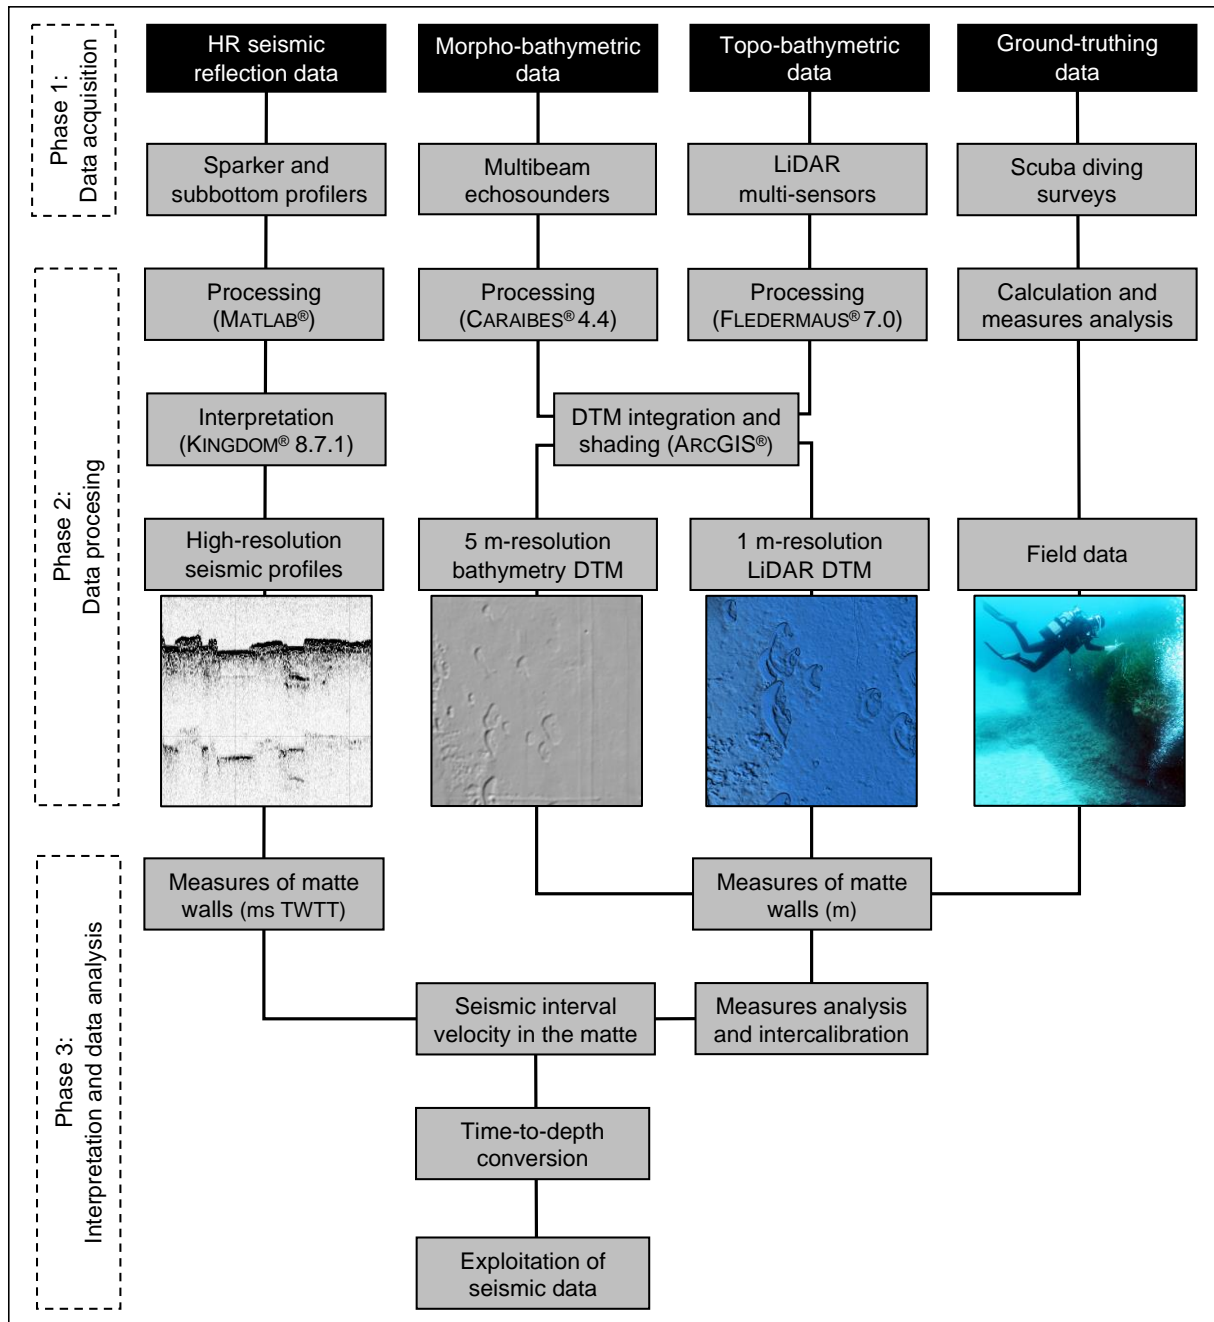 Phase 1:
Data acquisition
HR seismic
reflection data
Morpho-bathymetric
data
Topo-bathymetric
data
Ground-truthing
data
Sparker and
subbottom profilers
Multibeam
echosounders
LiDAR
multi-sensors
Scuba diving
surveys
Phase 2:
Data procesing
Processing
(MATLAB®)
Processing
(CARAIBES® 4.4)
Processing
(FLEDERMAUS® 7.0)
Calculation and
measures analysis
Interpretation
(KINGDOM® 8.7.1)
DTM integration and
shading (ARCGIS®)
High-resolution
seismic profiles
5 m-resolution
bathymetry DTM
1 m-resolution
LiDAR DTM
Field data
Phase 3:
Interpretation and data analysis
Measures of matte
walls (ms TWTT)
Measures of matte
walls (m)
Seismic interval
velocity in the matte
Measures analysis
and intercalibration
Time-to-depth
conversion
Exploitation of
seismic data